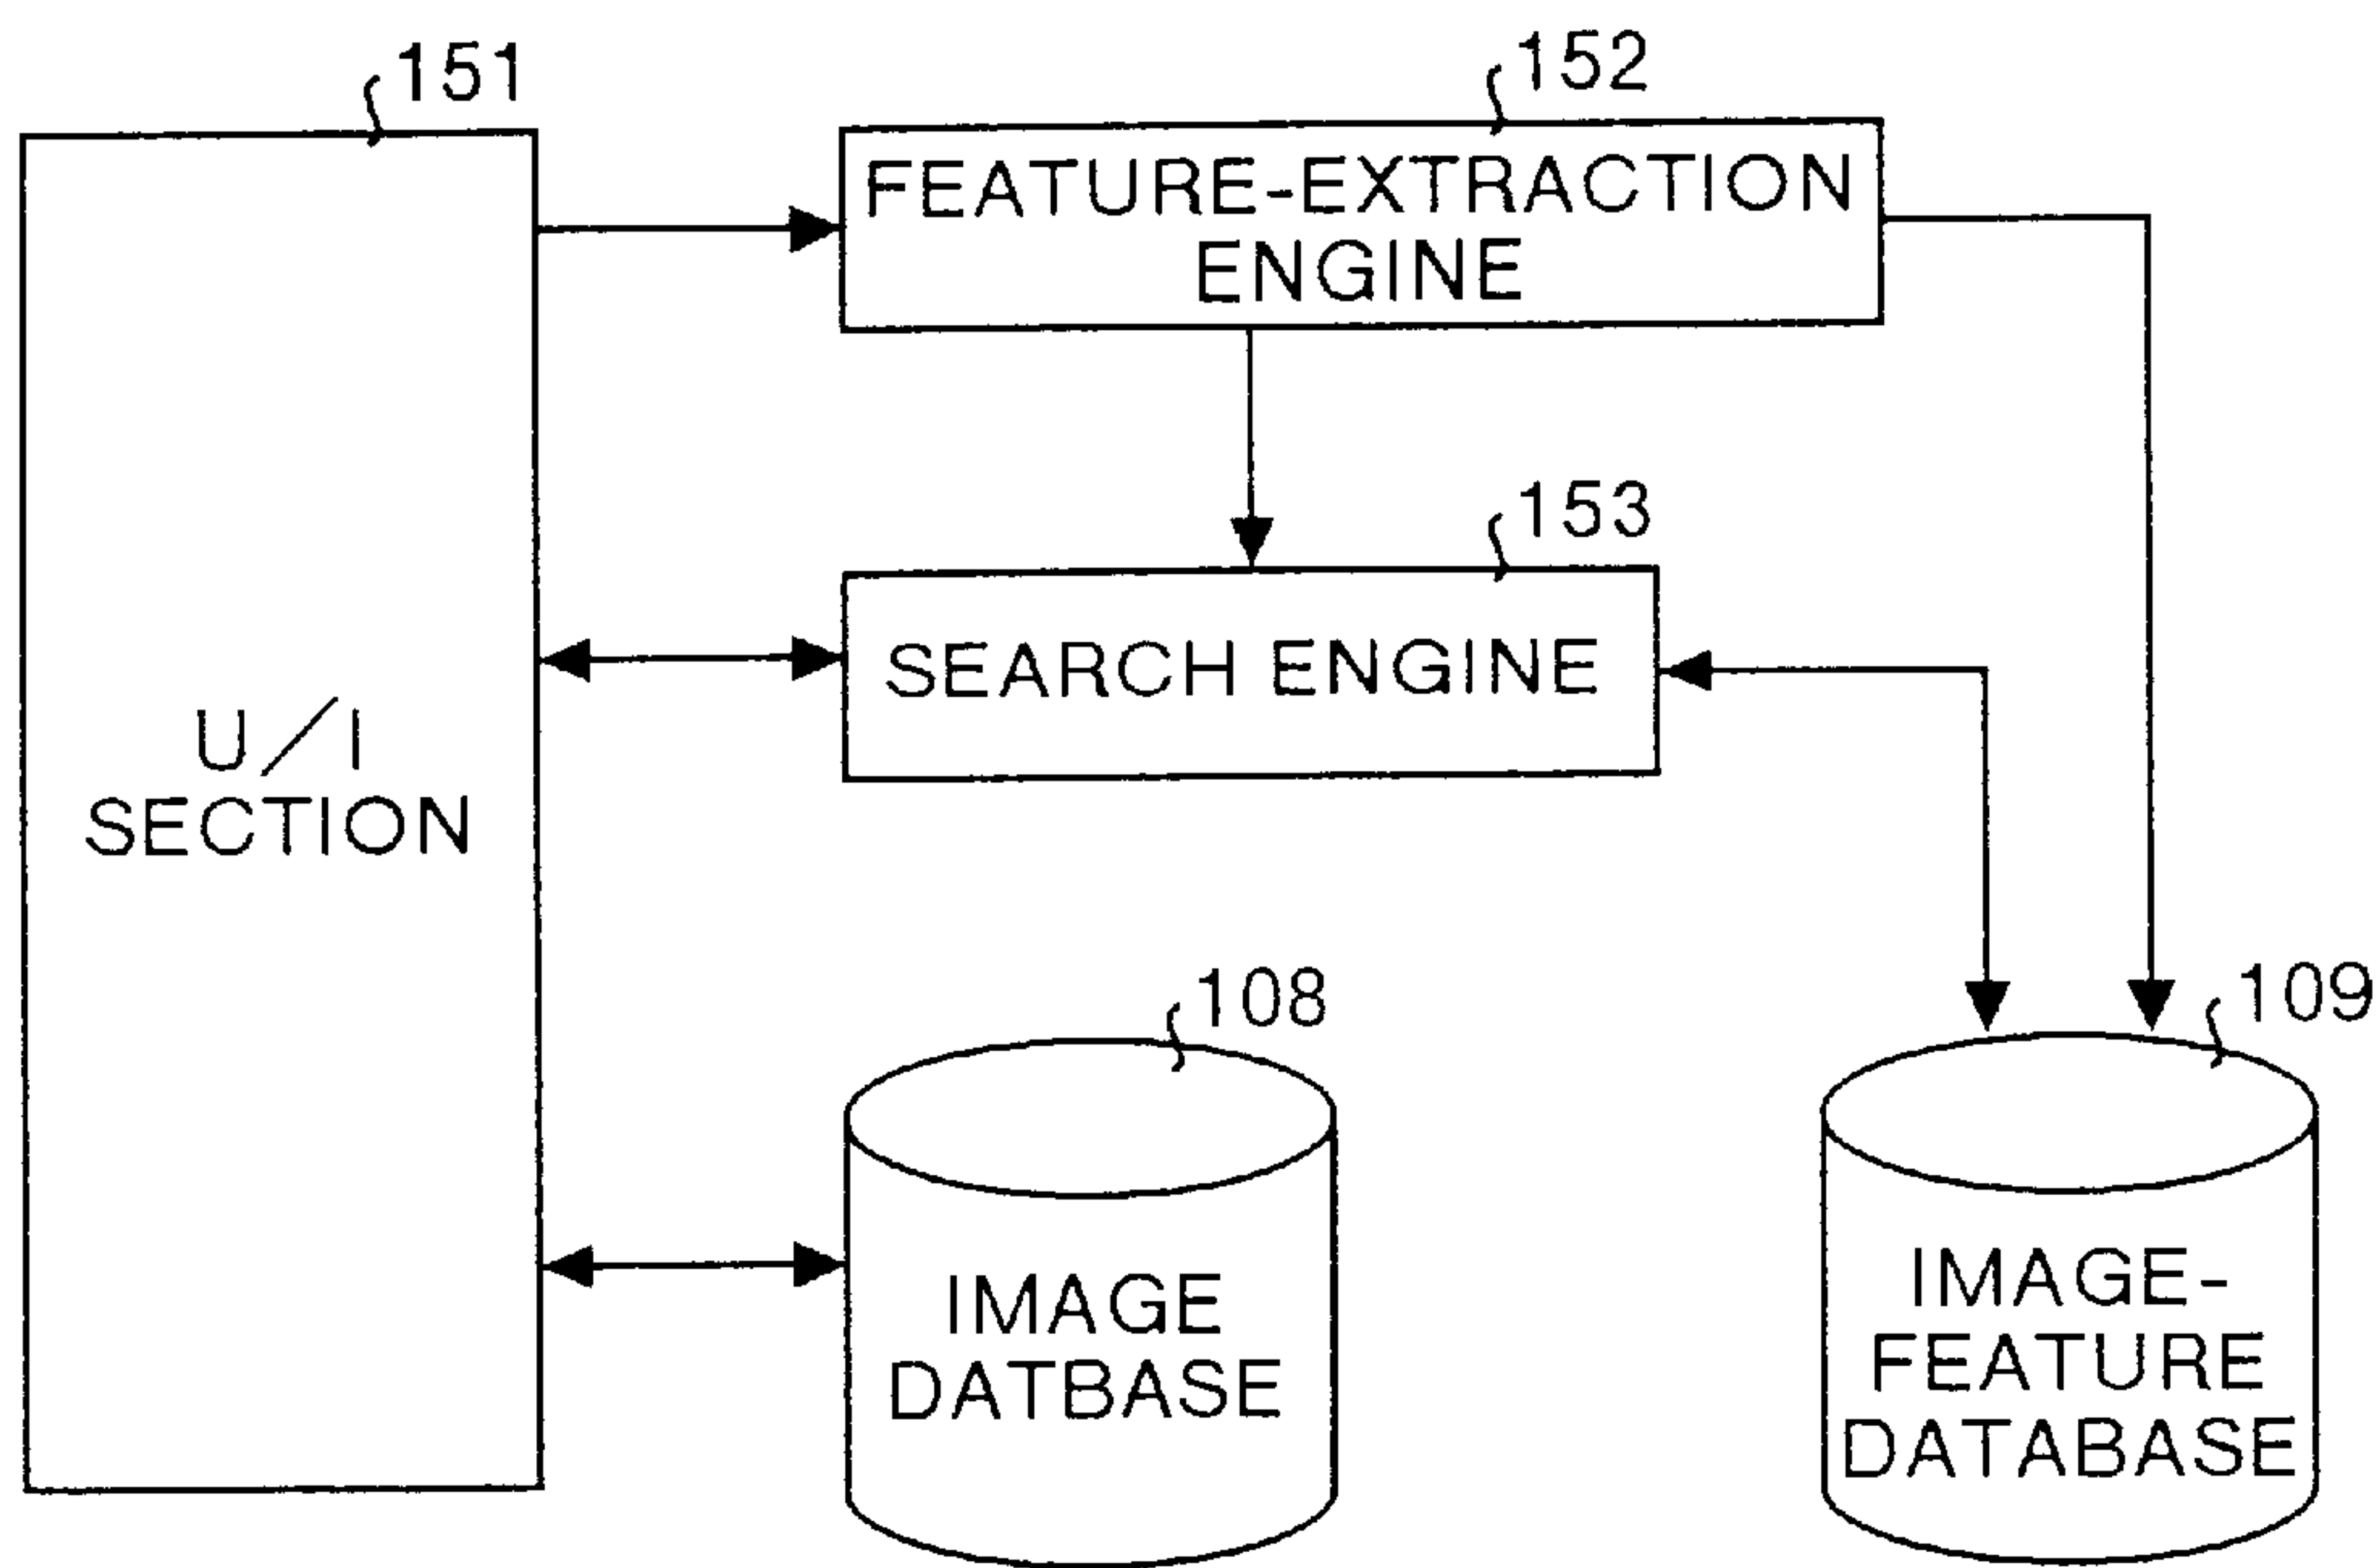 151
152
FEATURE-EXTRACTION
ENGINE
153
SEARCH ENGINE
U/I
SECTION
108
IMAGE
DATBASE
109
IMAGE-
FEATURE
DATABASE